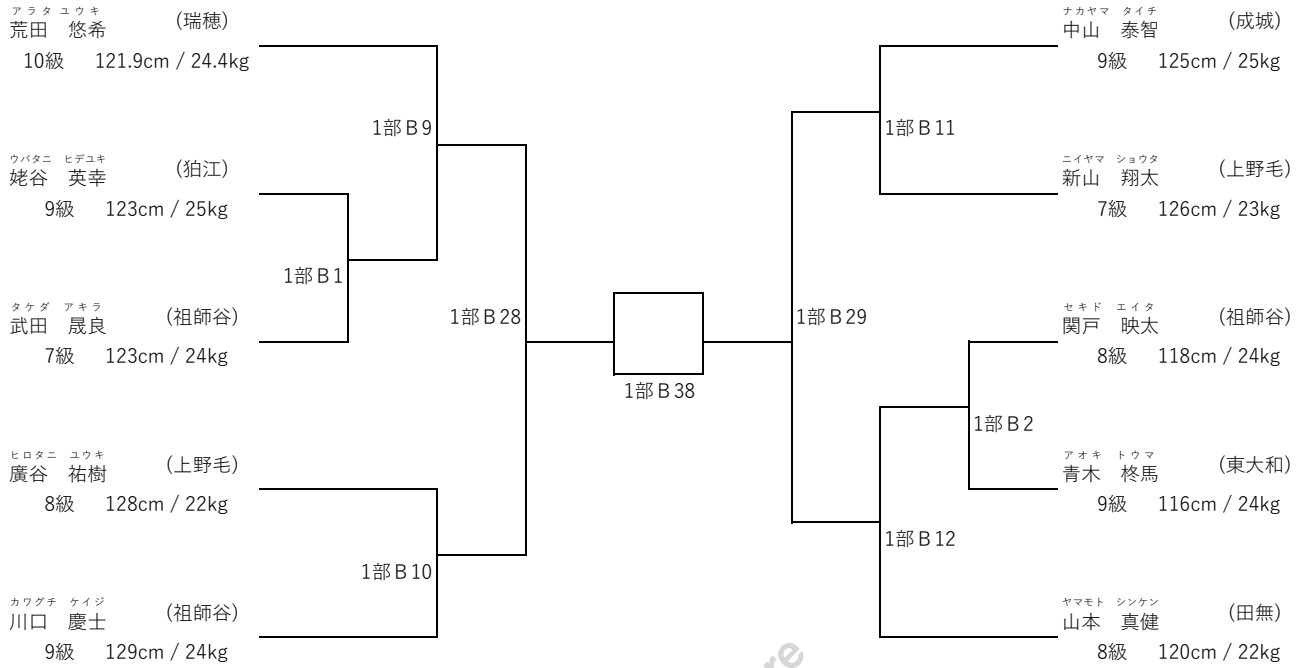 アラタ ユウキ
荒田 悠希 (瑞穂)
10級 121.9cm / 24.4kg
1部Ｂ9
ウバタニ ヒデユキ
姥谷 英幸 (狛江)
9級 123cm / 25kg
1部Ｂ1
タケダ アキラ
武田 晟良 (祖師谷)
7級 123cm / 24kg
1部Ｂ28
ヒロタニ ユウキ
廣谷 祐樹 (上野毛)
8級 128cm / 22kg
1部Ｂ10
カワグチ ケイジ
川口 慶士 (祖師谷)
9級 129cm / 24kg
1部Ｂ38
ナカヤマ タイチ
中山 泰智 (成城)
9級 125cm / 25kg
1部Ｂ11
ニイヤマ ショウタ
新山 翔太 (上野毛)
7級 126cm / 23kg
1部Ｂ29
セキド エイタ
関戸 映太 (祖師谷)
8級 118cm / 24kg
1部Ｂ2
アオキ トウマ
青木 柊馬 (東大和)
9級 116cm / 24kg
1部Ｂ12
ヤマモト シンケン
山本 真健 (田無)
8級 120cm / 22kg
re